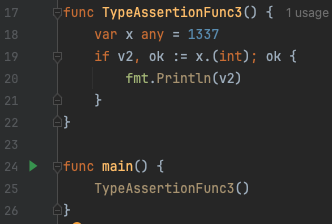 17 func TypeAssertionFunc3() { 1 usage
18 var x any = 1337
19 if v2, ok := x.(int); ok {
20 fmt.Println(v2)
21 }
22 }
23
24 func main() {
25 TypeAssertionFunc3()
26 }